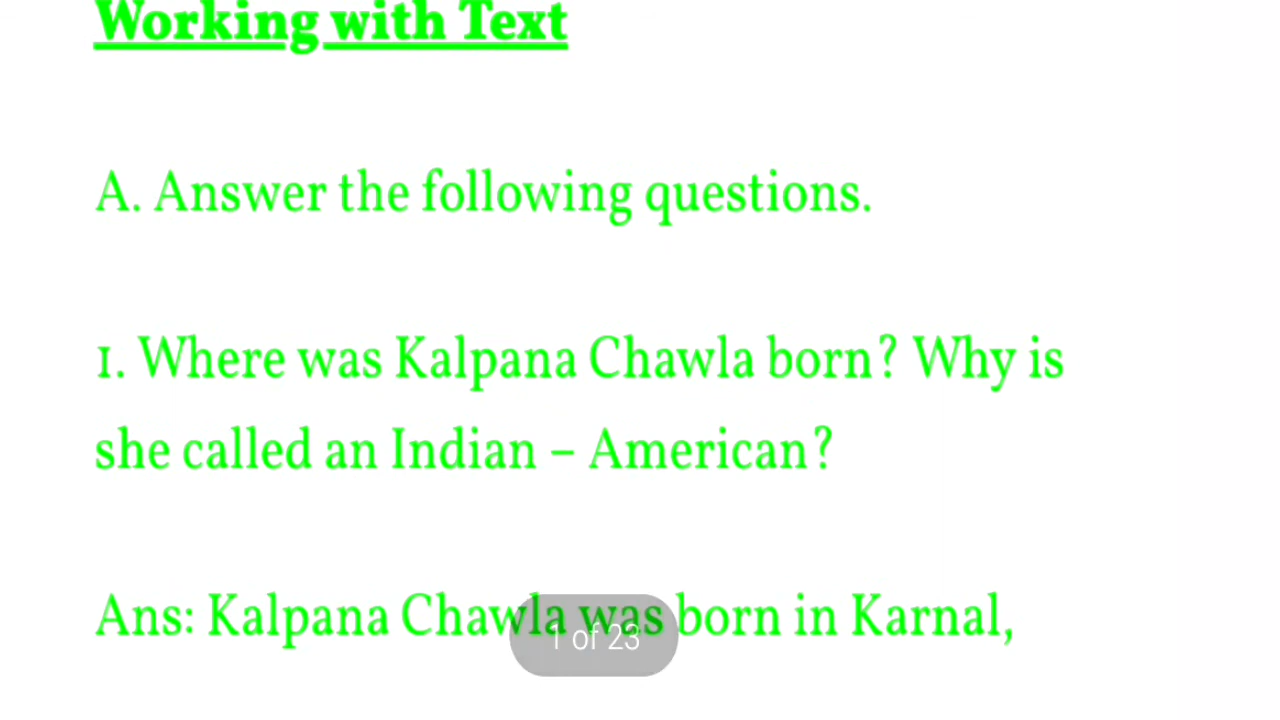 Working with Text
A. Answer the following questions.
1. Where was Kalpana Chawla born? Why is
she called an Indian – American?
Ans: Kalpana Chawla was born in Karnal,
1 of 23